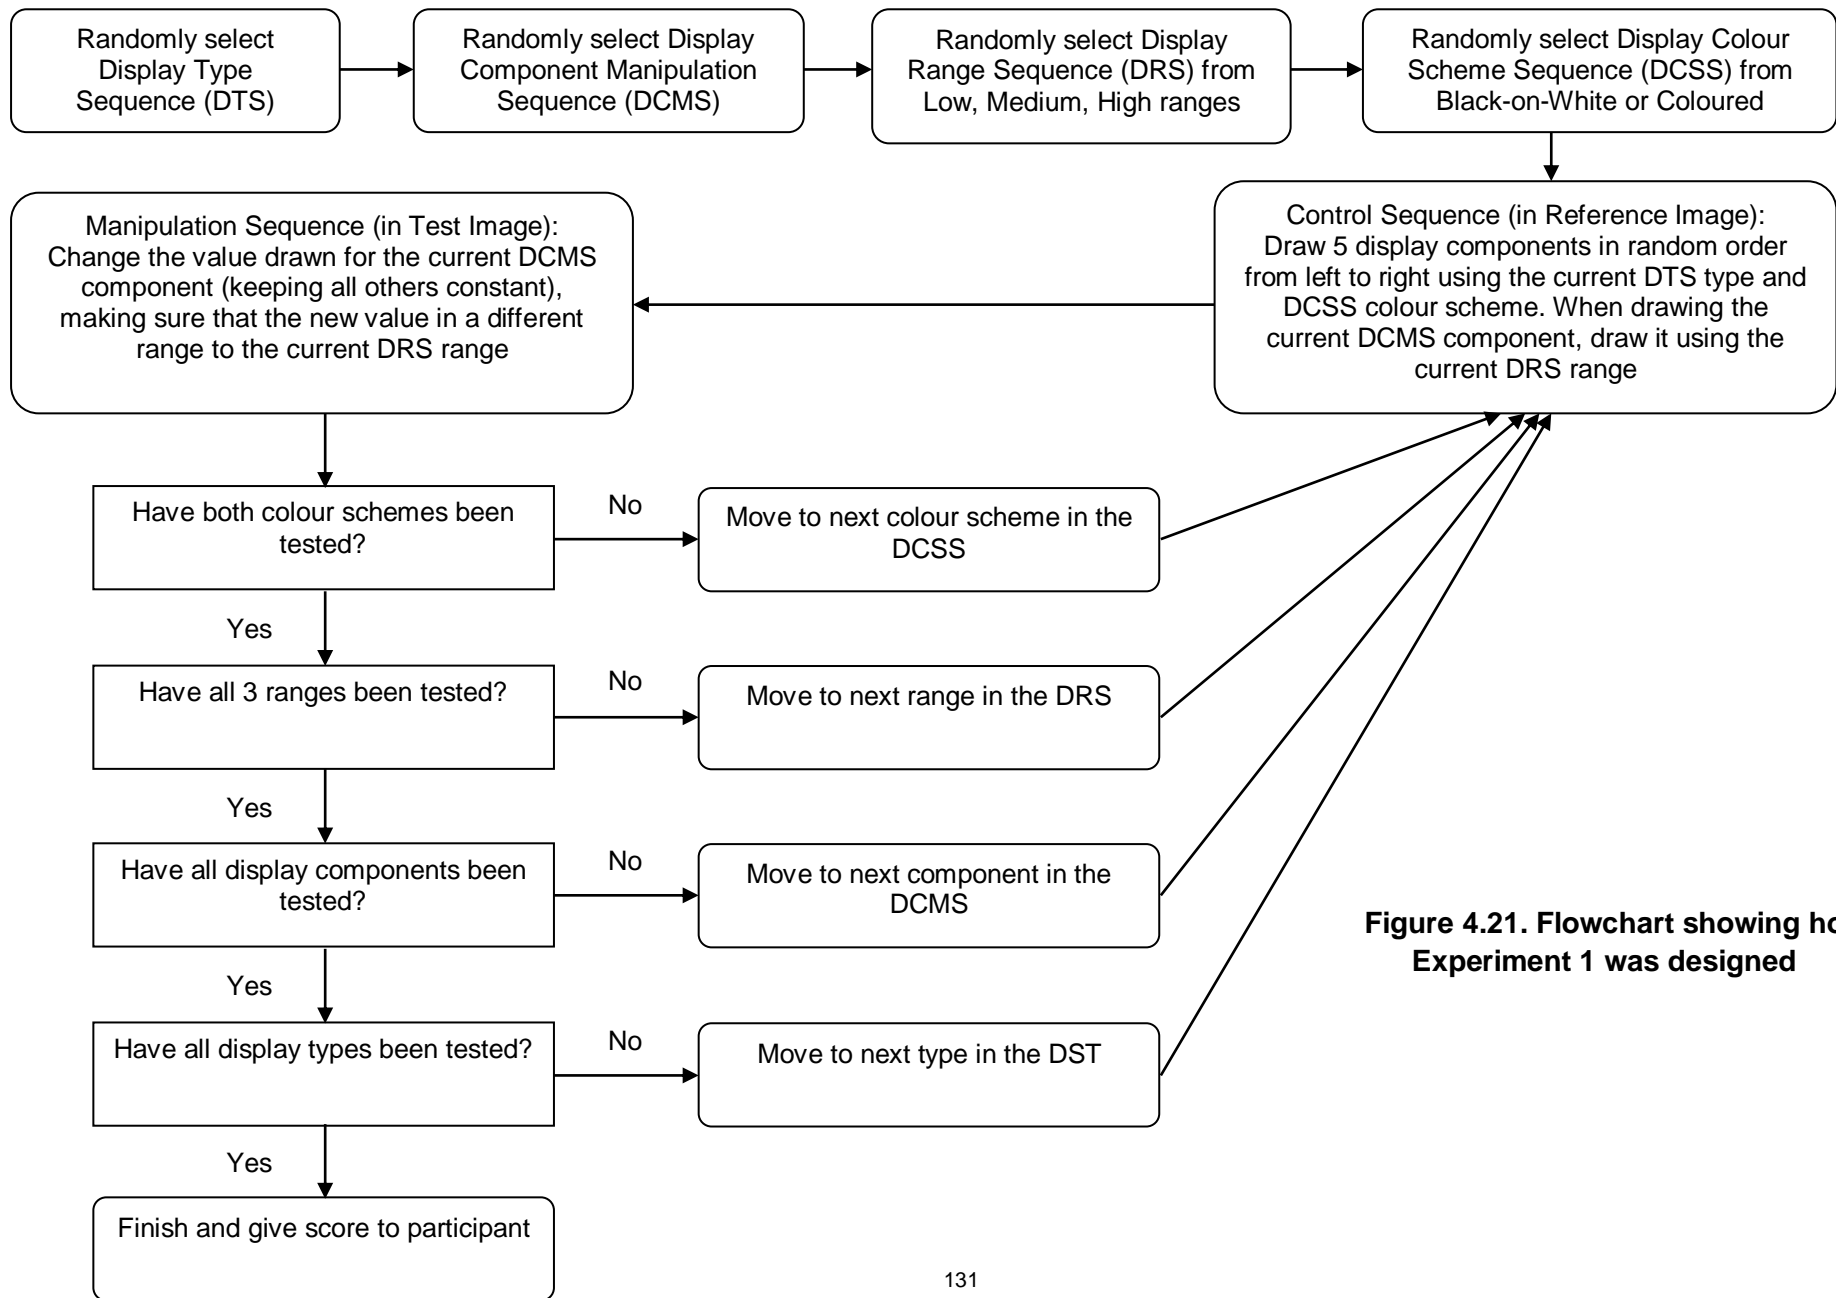 Randomly select
Display Type
Sequence (DTS)
Randomly select Display
Component Manipulation
Sequence (DCMS)
Randomly select Display
Range Sequence (DRS) from
Low, Medium, High ranges
Randomly select Display Colour
Scheme Sequence (DCSS) from
Black-on-White or Coloured
Control Sequence (in Reference Image):
Draw 5 display components in random order
from left to right using the current DTS type and
DCSS colour scheme. When drawing the
current DCMS component, draw it using the
current DRS range
Manipulation Sequence (in Test Image):
Change the value drawn for the current DCMS
component (keeping all others constant),
making sure that the new value in a different
range to the current DRS range
Have both colour schemes been
tested?
No
Move to next colour scheme in the
DCSS
Yes
Have all 3 ranges been tested?
No
Move to next range in the DRS
Yes
Have all display components been
tested?
No
Move to next component in the
DCMS
Yes
Have all display types been tested?
No
Move to next type in the DST
Yes
Finish and give score to participant
Figure 4.21. Flowchart showing
Experiment 1 was designed
131